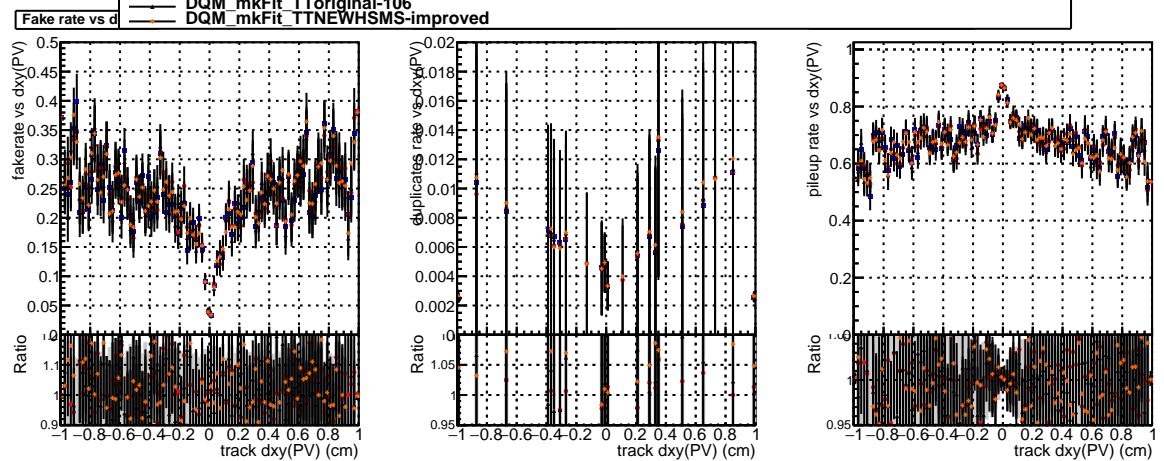 DQM_mkFit_TToriginal-106
DQM_mkFit_TTNEWHSMS-improved
Fake rate vs d
fakerate vs dxy(PV)
0.5
0.45
0.4
0.35
0.3
0.25
0.2
0.15
0.1
0.05
Ratio
1.1
1
0.9
−1 −0.8 −0.6 −0.4 −0.2 0 0.2 0.4 0.6 0.8 1
track dxy(PV) (cm)
duplicates rate vs dxy(PV)
0.02
0.018
0.016
0.014
0.012
0.010
0.008
0.006
0.004
0.002
0
Ratio
1.05
1
0.95
−1 −0.8 −0.6 −0.4 −0.2 0 0.2 0.4 0.6 0.8 1
track dxy(PV) (cm)
pileup rate vs dxy(PV)
1
0.8
0.6
0.4
0.2
0
Ratio
1
0.95
−1 −0.8 −0.6 −0.4 −0.2 0 0.2 0.4 0.6 0.8 1
track dxy(PV) (cm)